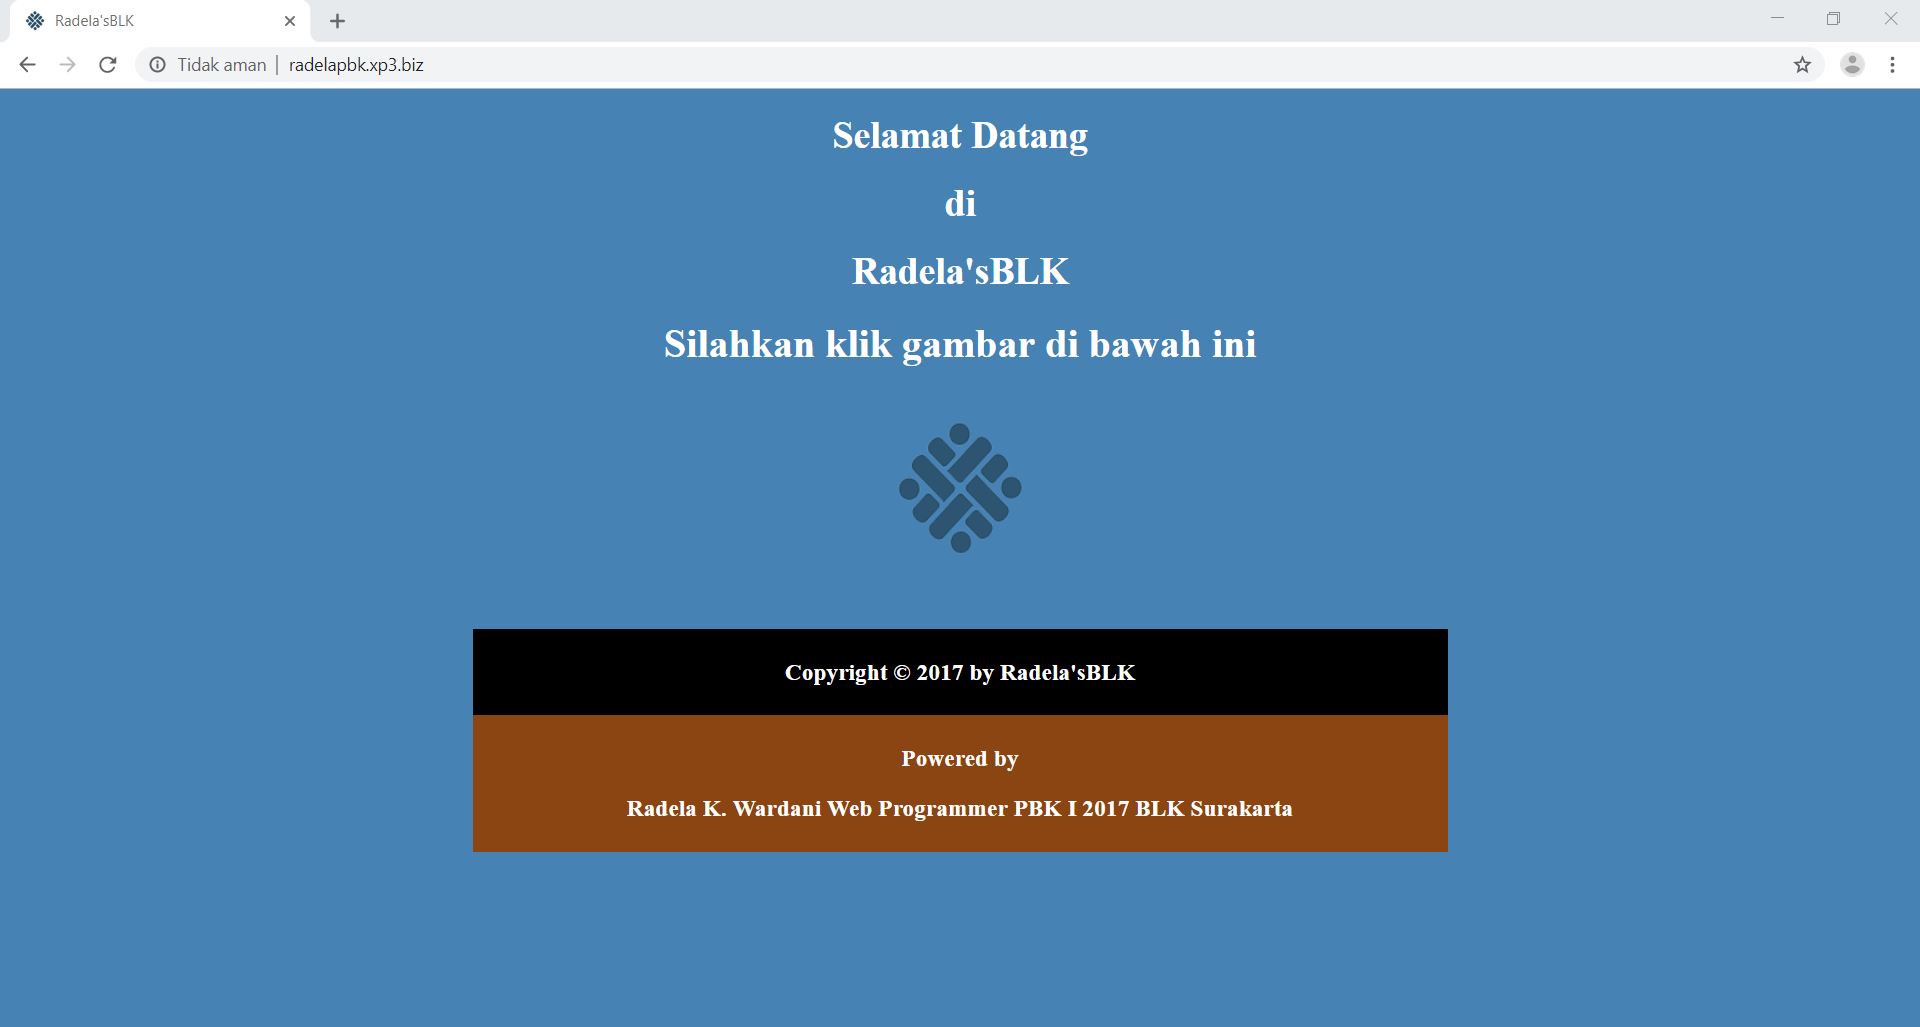 Radela'sBLK
Tidak aman | radelapbk.xp3.biz
Selamat Datang
di
Radela'sBLK
Silahkan klik gambar di bawah ini
Copyright © 2017 by Radela'sBLK
Powered by
Radela K. Wardani Web Programmer PBK I 2017 BLK Surakarta